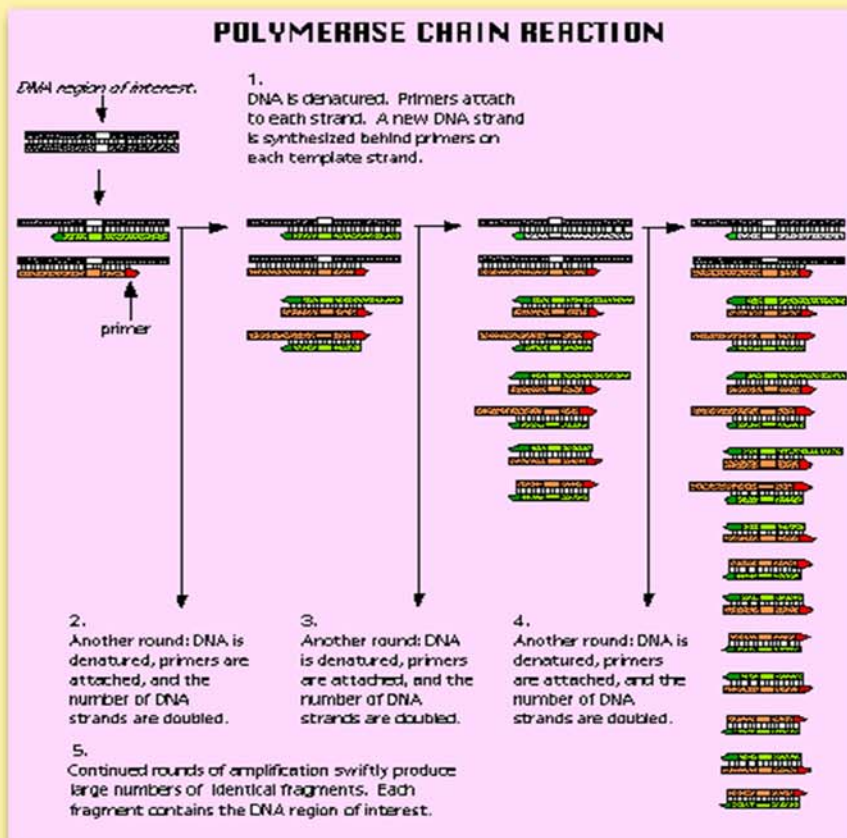 POLYMERASE CHAIN REACTION
DNA region of interest.
1.
DNA is denatured. Primers attach
to each strand. A new DNA strand
is synthesized behind primers on
each template strand.
primer
2.
Another round: DNA is
denatured, primers are
attached, and the
number of DNA
strands are doubled.
3.
Another round: DNA
is denatured, primers
are attached, and the
number of DNA
strands are doubled.
4.
Another round: DNA is
denatured, primers
are attached, and the
number of DNA
strands are doubled.
5.
Continued rounds of amplification swiftly produce
large numbers of identical fragments. Each
fragment contains the DNA region of interest.